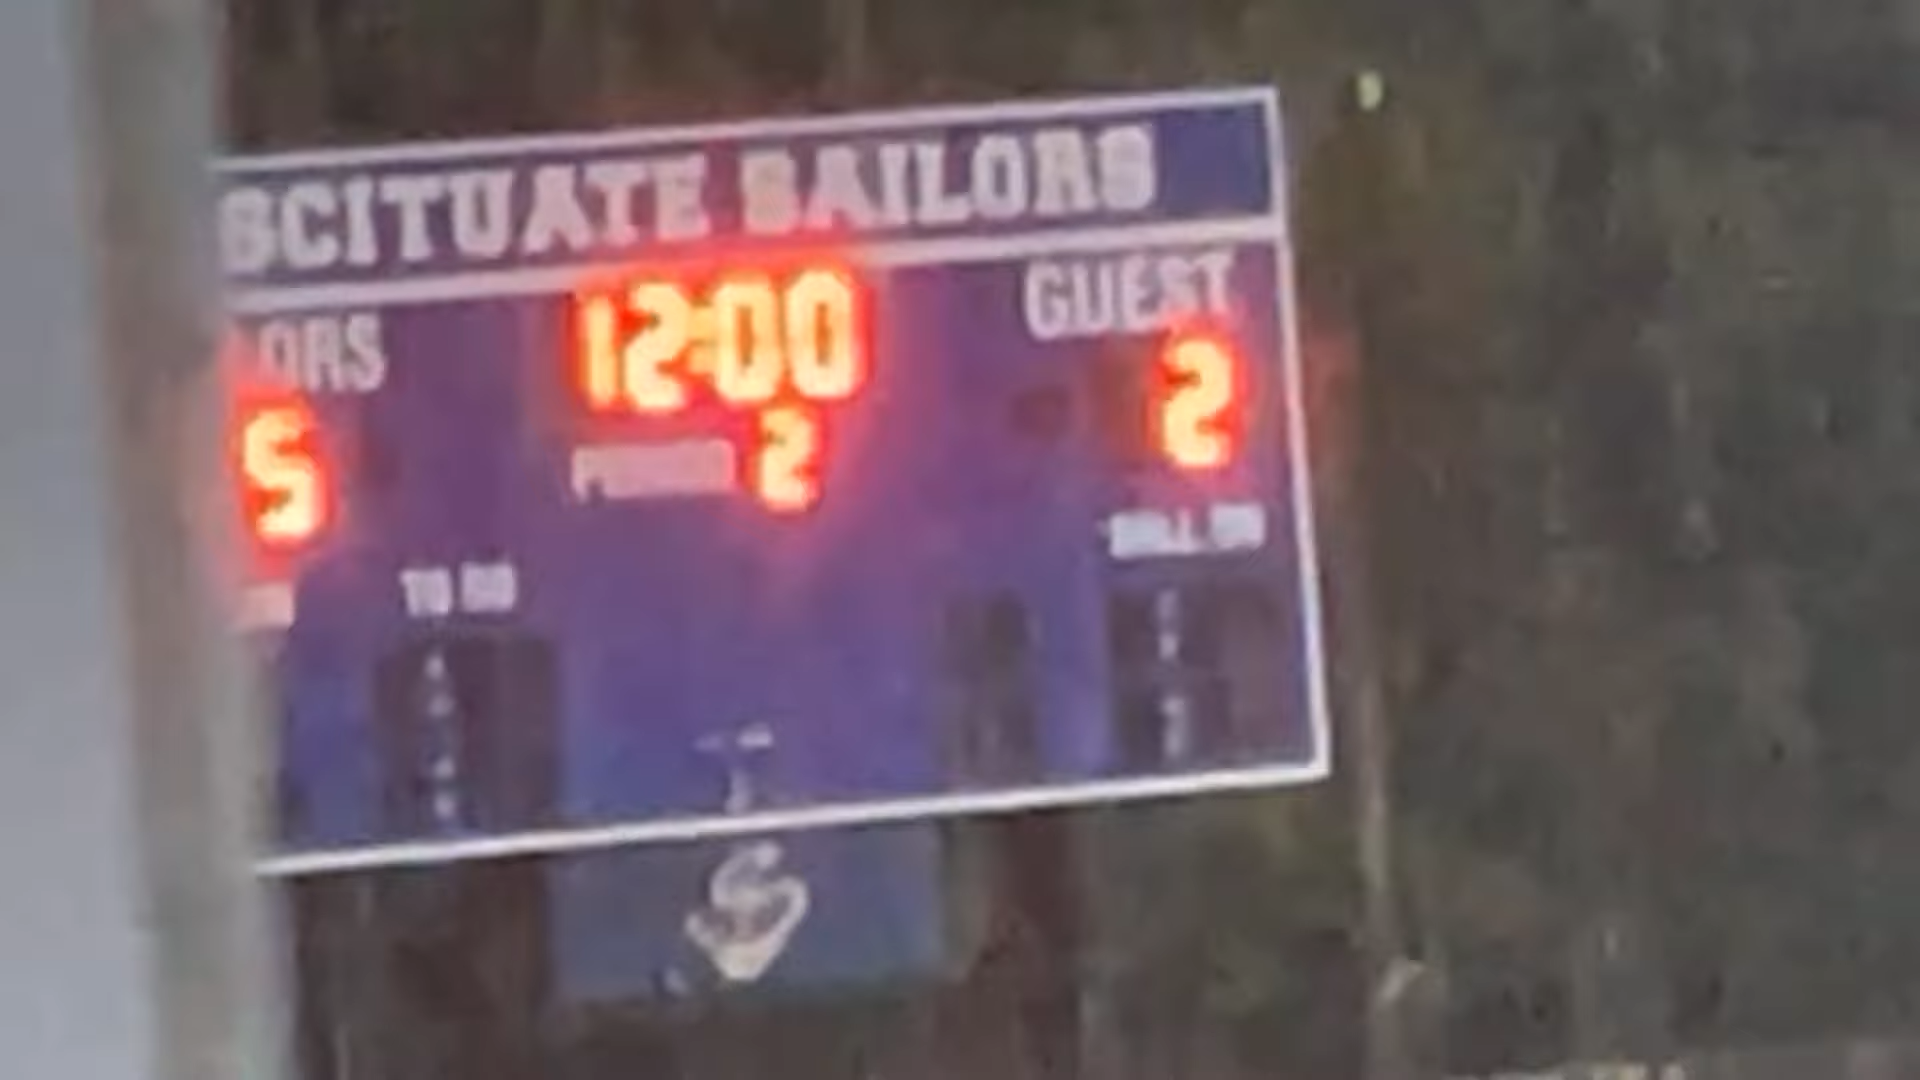 SCITUATE SAILORS
ORS 12:00 GUEST
5 PERIOD 2 2
TO GO BALL ON